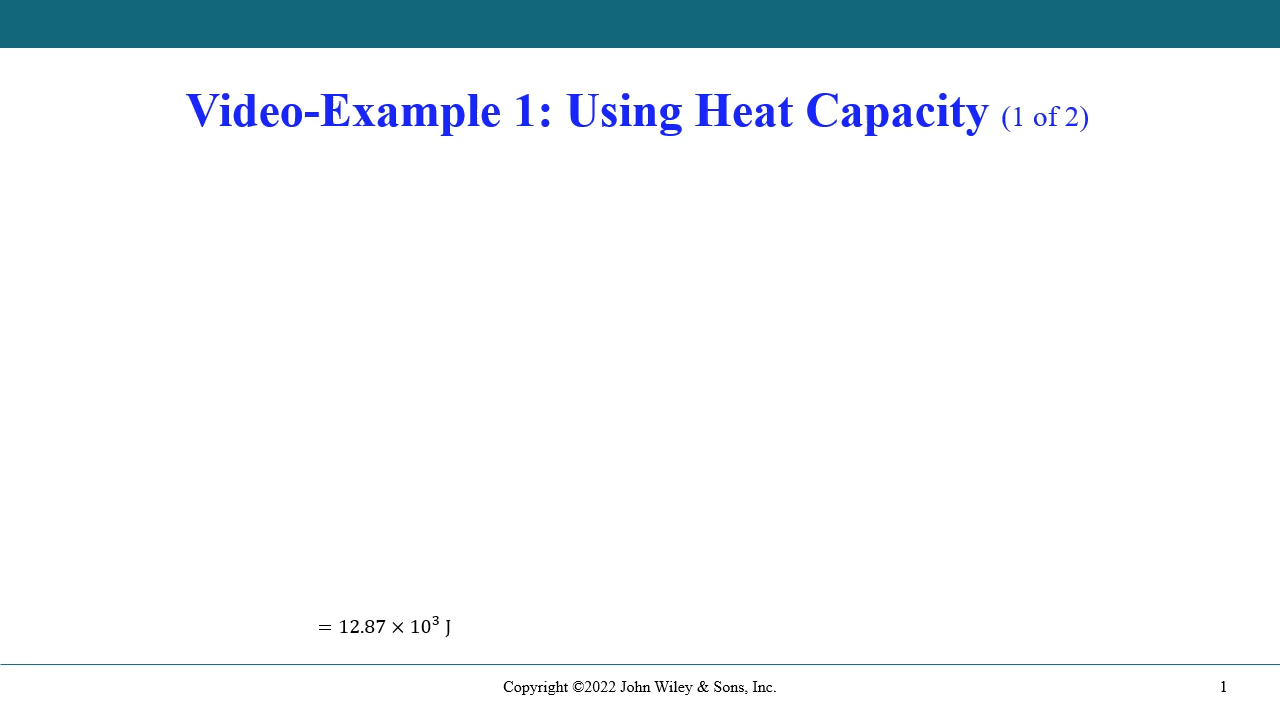 Video-Example 1: Using Heat Capacity (1 of 2)
= 12.87 × 10³ J
Copyright ©2022 John Wiley & Sons, Inc.
1